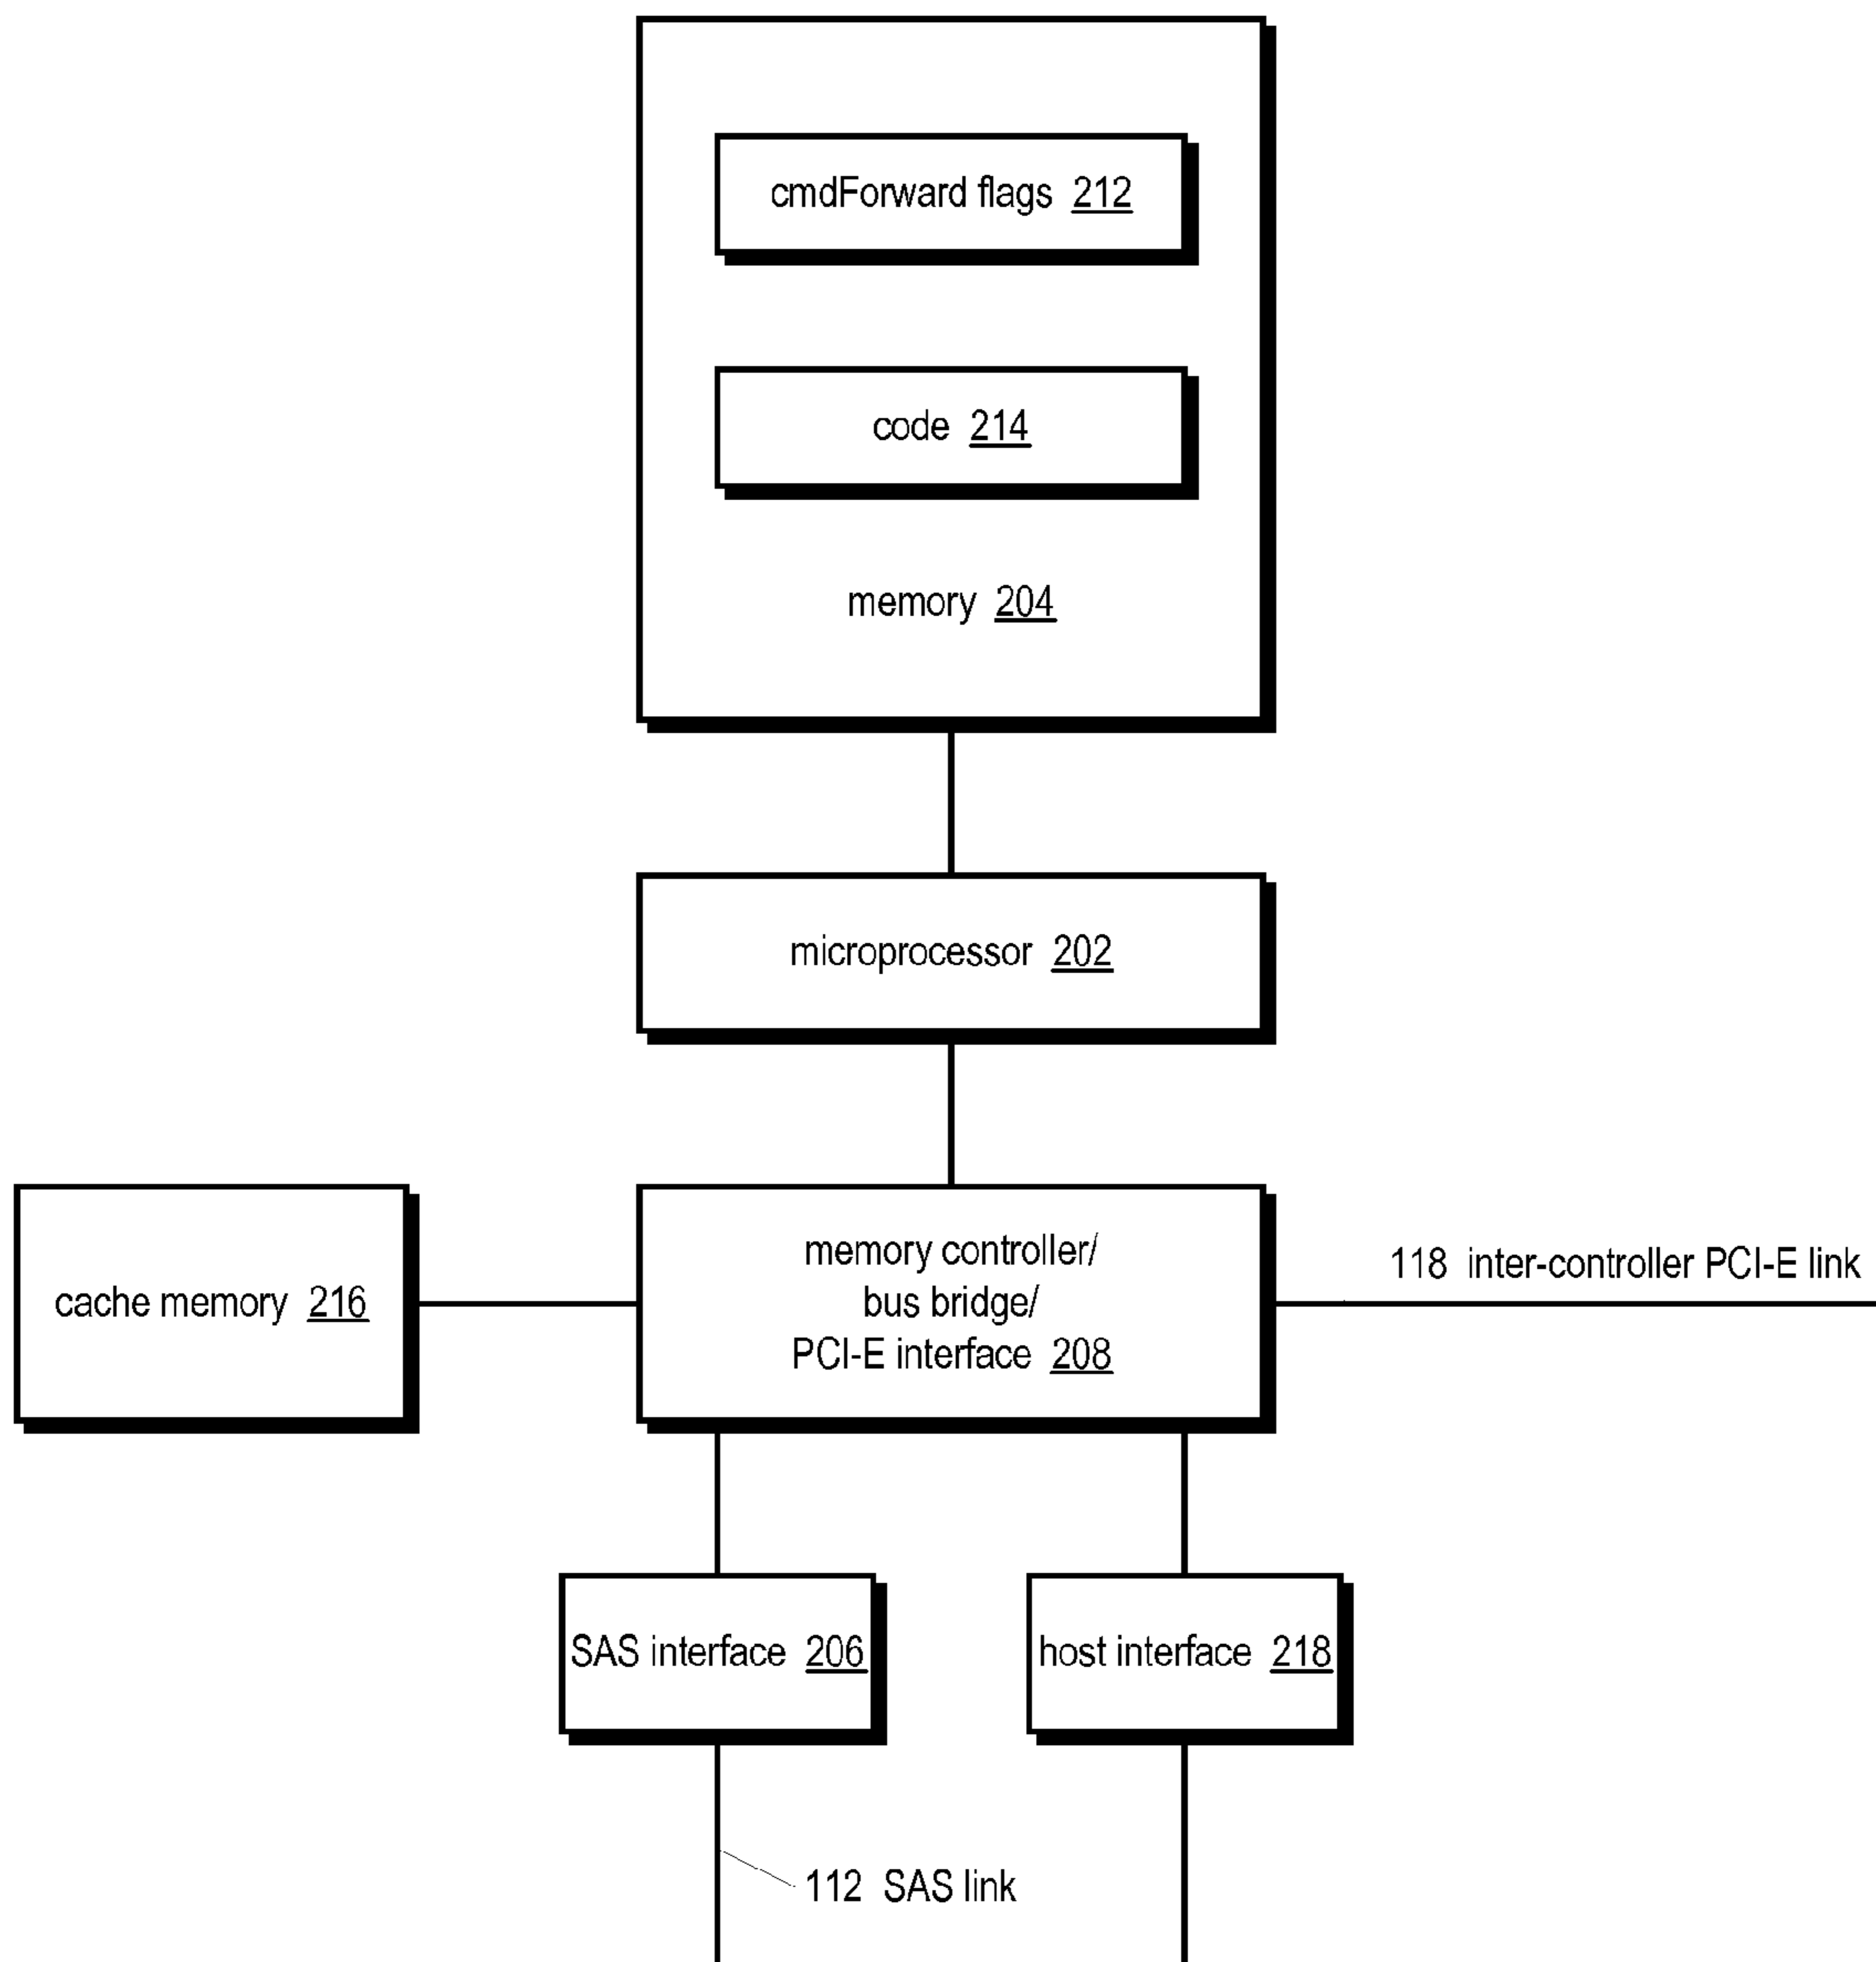 cmdForward flags 212
code 214
memory 204
microprocessor 202
memory controller/
bus bridge/
PCI-E interface 208
118 inter-controller PCI-E link
cache memory 216
SAS interface 206
host interface 218
112 SAS link